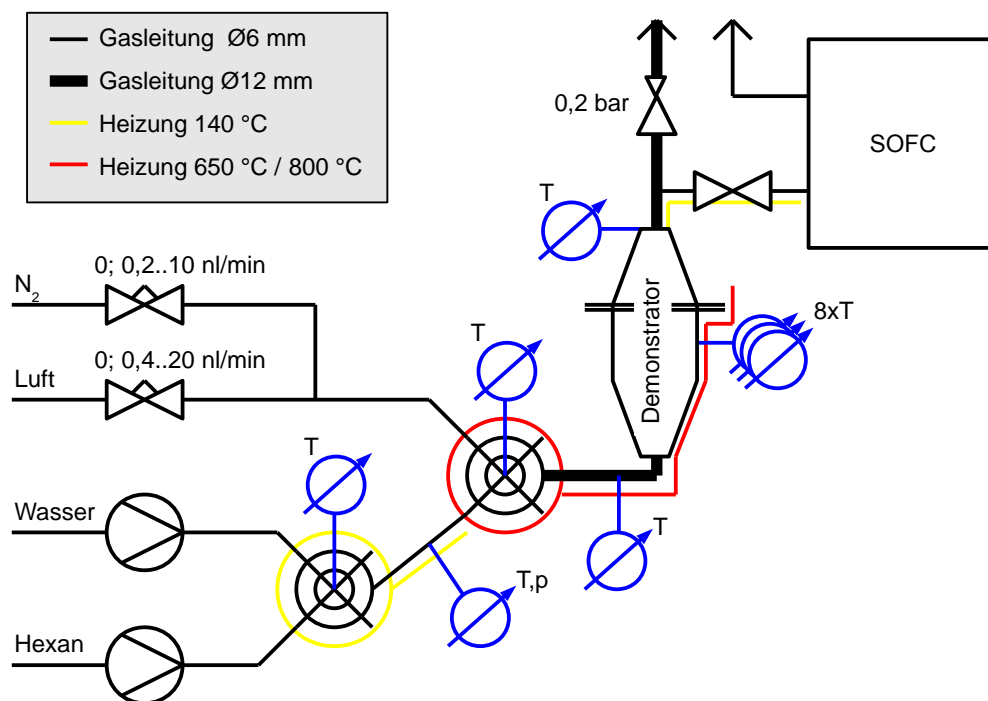 Gasleitung Ø6 mm
Gasleitung Ø12 mm
Heizung 140 °C
Heizung 650 °C / 800 °C
0,2 bar
SOFC
T
N2
0; 0,2..10 nl/min
8xT
Luft
0; 0,4..20 nl/min
T
Demonstrator
T
Wasser
T
T,p
Hexan